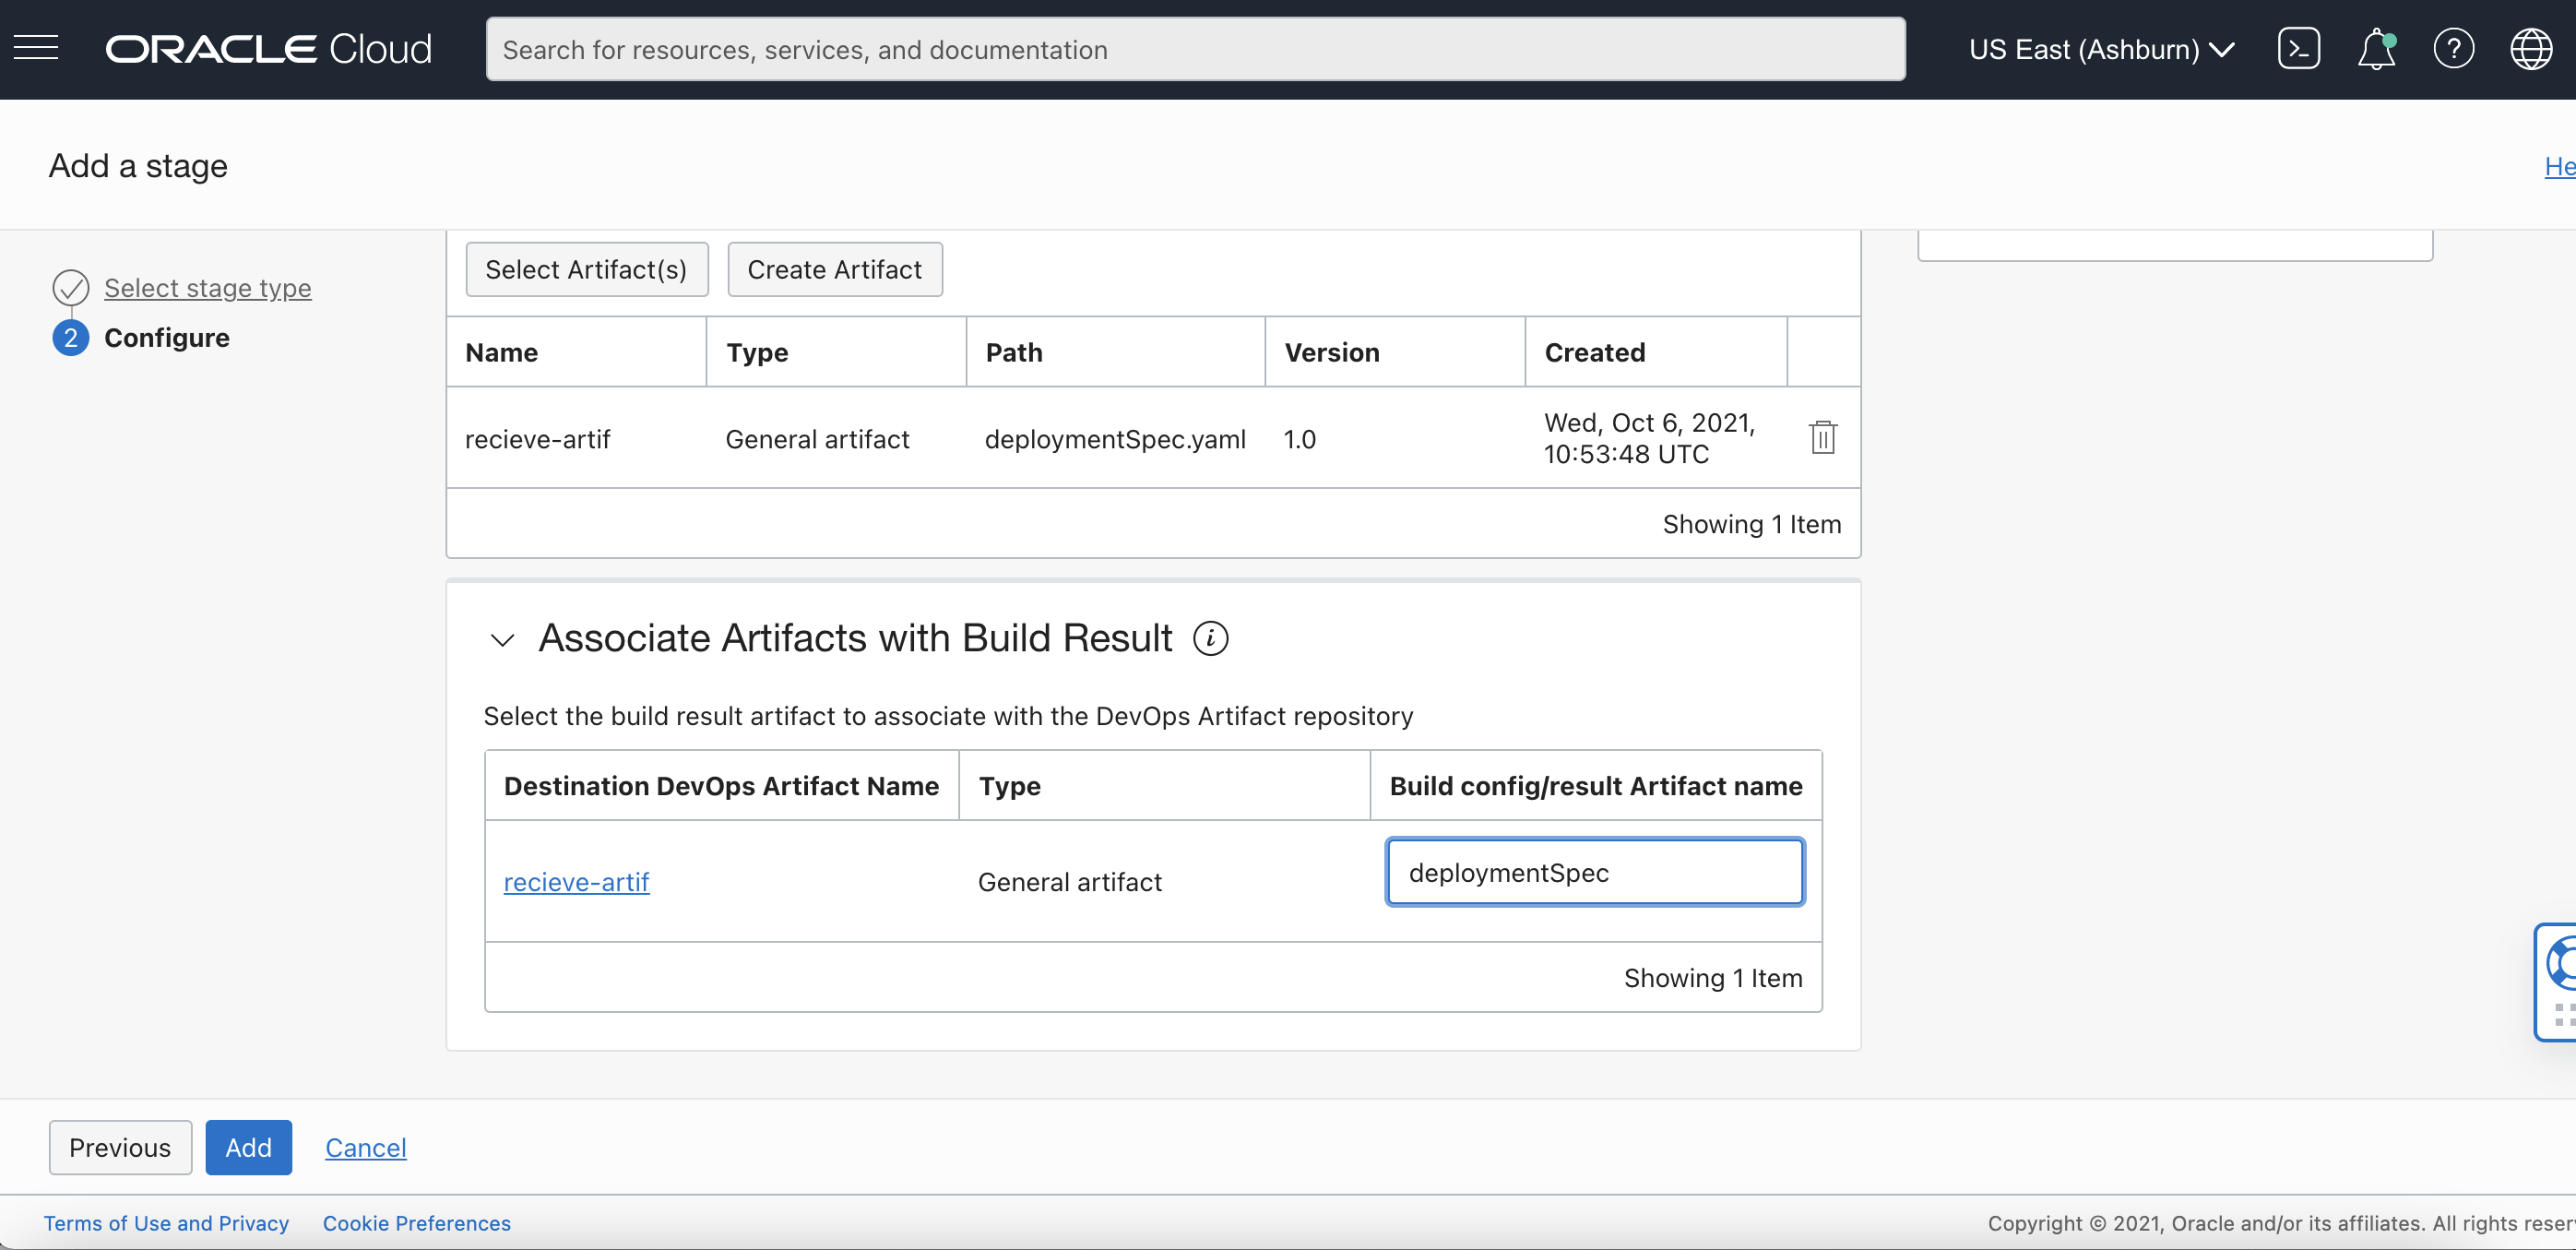 ORACLE Cloud
Search for resources, services, and documentation
US East (Ashburn)
Add a stage
Select stage type
2 Configure
Select Artifact(s) Create Artifact
Name Type Path Version Created
recieve-artif General artifact deploymentSpec.yaml 1.0 Wed, Oct 6, 2021,
10:53:48 UTC
Showing 1 Item
Associate Artifacts with Build Result
Select the build result artifact to associate with the DevOps Artifact repository
Destination DevOps Artifact Name Type Build config/result Artifact name
recieve-artif General artifact deploymentSpec
Showing 1 Item
Previous Add Cancel
Terms of Use and Privacy Cookie Preferences
Copyright © 2021, Oracle and/or its affiliates. All rights